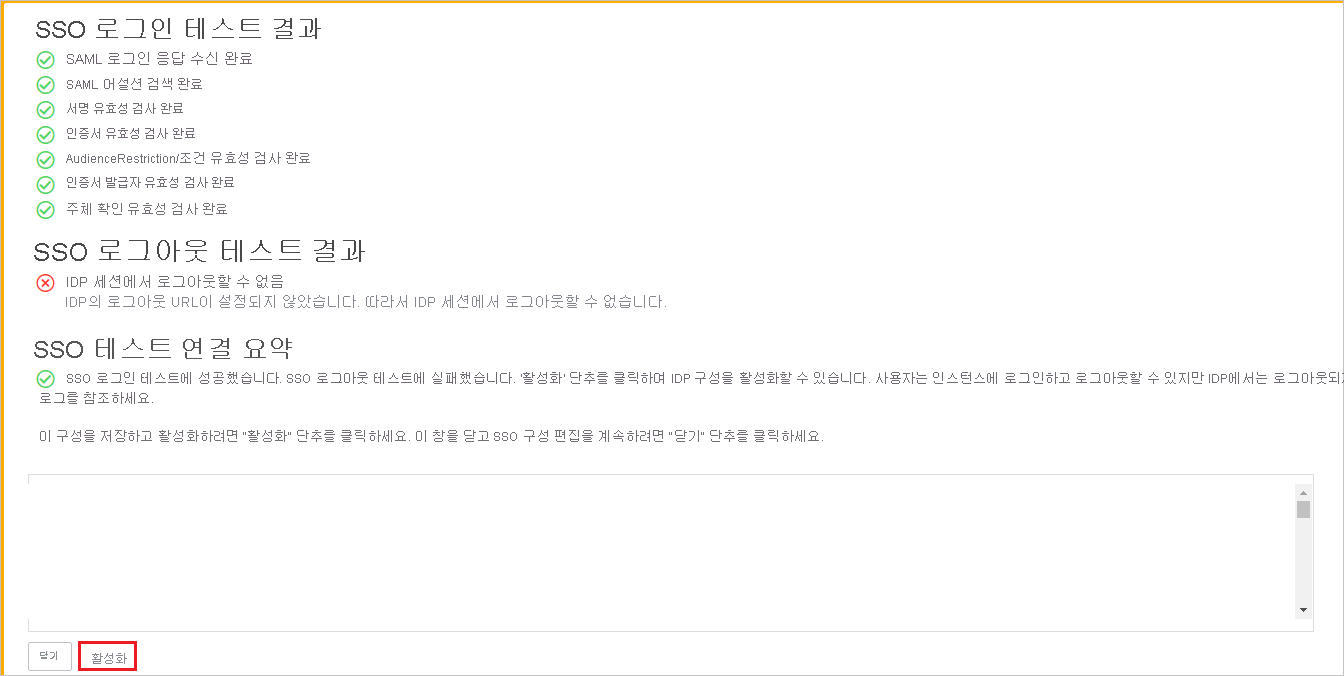 SSO 로그인 테스트 결과
SAML 로그인 응답 수신 완료
SAML 어설션 검색 완료
서명 유효성 검사 완료
인증서 유효성 검사 완료
AudienceRestriction/조건 유효성 검사 완료
인증서 발급자 유효성 검사 완료
주체 확인 유효성 검사 완료
SSO 로그아웃 테스트 결과
IDP 세션에서 로그아웃할 수 없음
IDP의 로그아웃 URL이 설정되지 않았습니다. 따라서 IDP 세션에서 로그아웃할 수 없습니다.
SSO 테스트 연결 요약
SSO 로그인 테스트에 성공했습니다. SSO 로그아웃 테스트에 실패했습니다. '활성화' 단추를 클릭하여 IDP 구성을 활성화할 수 있습니다. 사용자는 인스턴스에 로그인하고 로그아웃할 수 있지만 IDP에서는 로그아웃되
로그를 참조하세요.
이 구성을 저장하고 활성화하려면 "활성화" 단추를 클릭하세요. 이 창을 닫고 SSO 구성 편집을 계속하려면 "닫기" 단추를 클릭하세요.
닫기 활성화